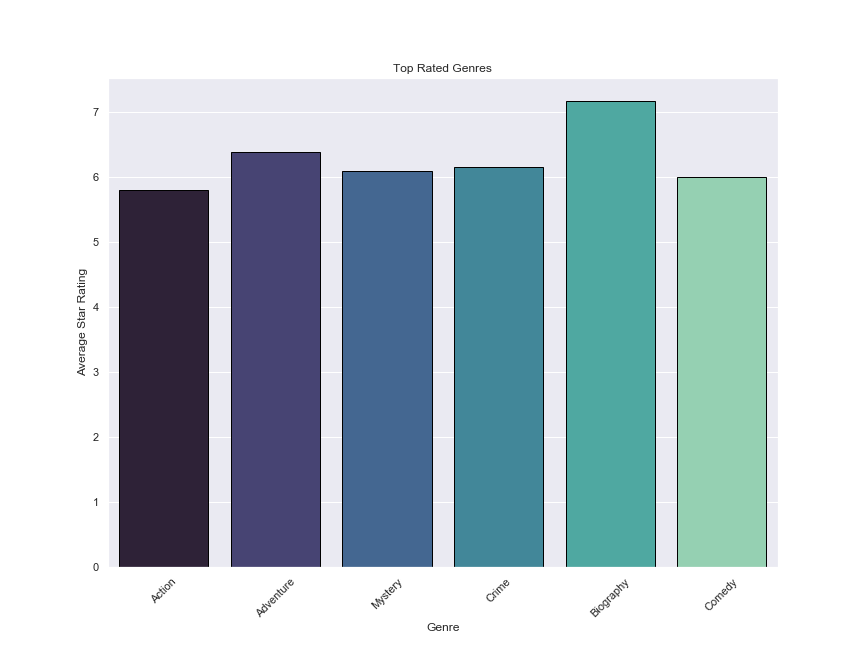 Top Rated Genres
7
6
5
4
3
2
1
0
Average Star Rating
Action
Adventure
Mystery
Crime
Biography
Comedy
Genre